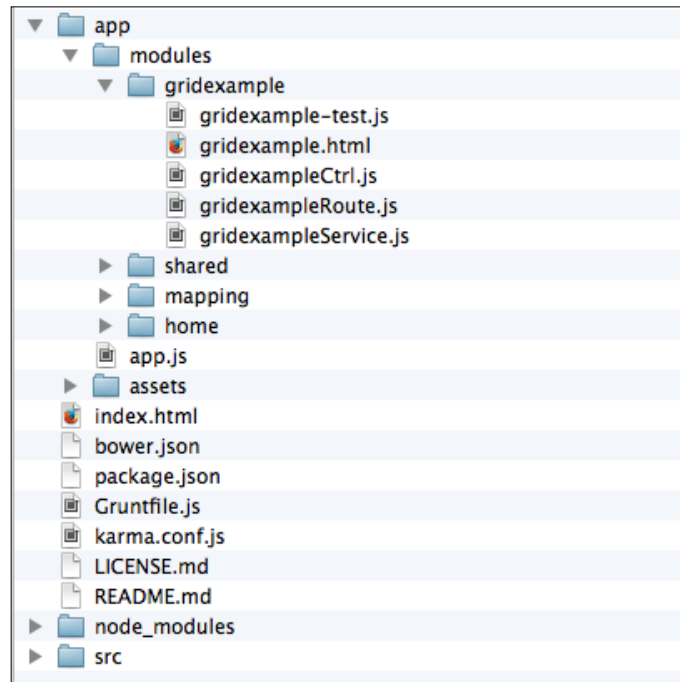 app
modules
gridexample
gridexample-test.js
gridexample.html
gridexampleCtrl.js
gridexampleRoute.js
gridexampleService.js
shared
mapping
home
app.js
assets
index.html
bower.json
package.json
Gruntfile.js
karma.conf.js
LICENSE.md
README.md
node_modules
src